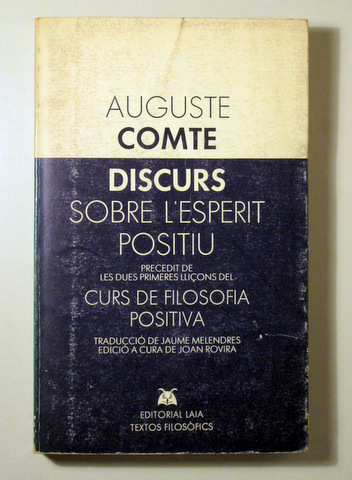 AUGUSTE
COMTE
DISCURS
SOBRE L'ESPERIT
POSITIU
PRECEDIT DE
LES DUES PRIMERES LLIÇONS DEL
CURS DE FILOSOFIA
POSITIVA
TRADUCCIÓ DE JAUME MELENDRES
EDICIÓ A CURA DE JOAN ROVIRA
EDITORIAL LAIA
TEXTOS FILOSÒFICS